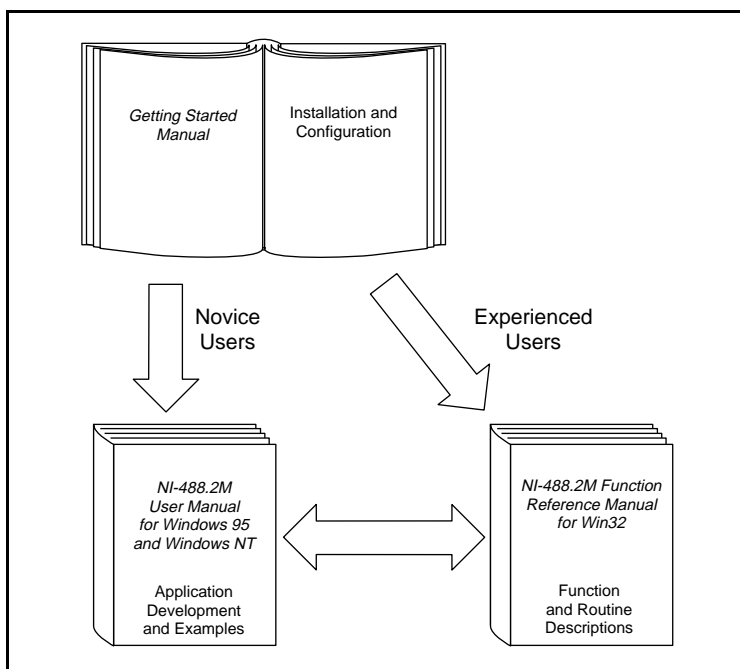 Getting Started
Manual
Installation and
Configuration
Novice
Users
Experienced
Users
NI-488.2M
User Manual
for Windows 95
and Windows NT
Application
Development
and Examples
NI-488.2M Function
Reference Manual
for Win32
Function
and Routine
Descriptions